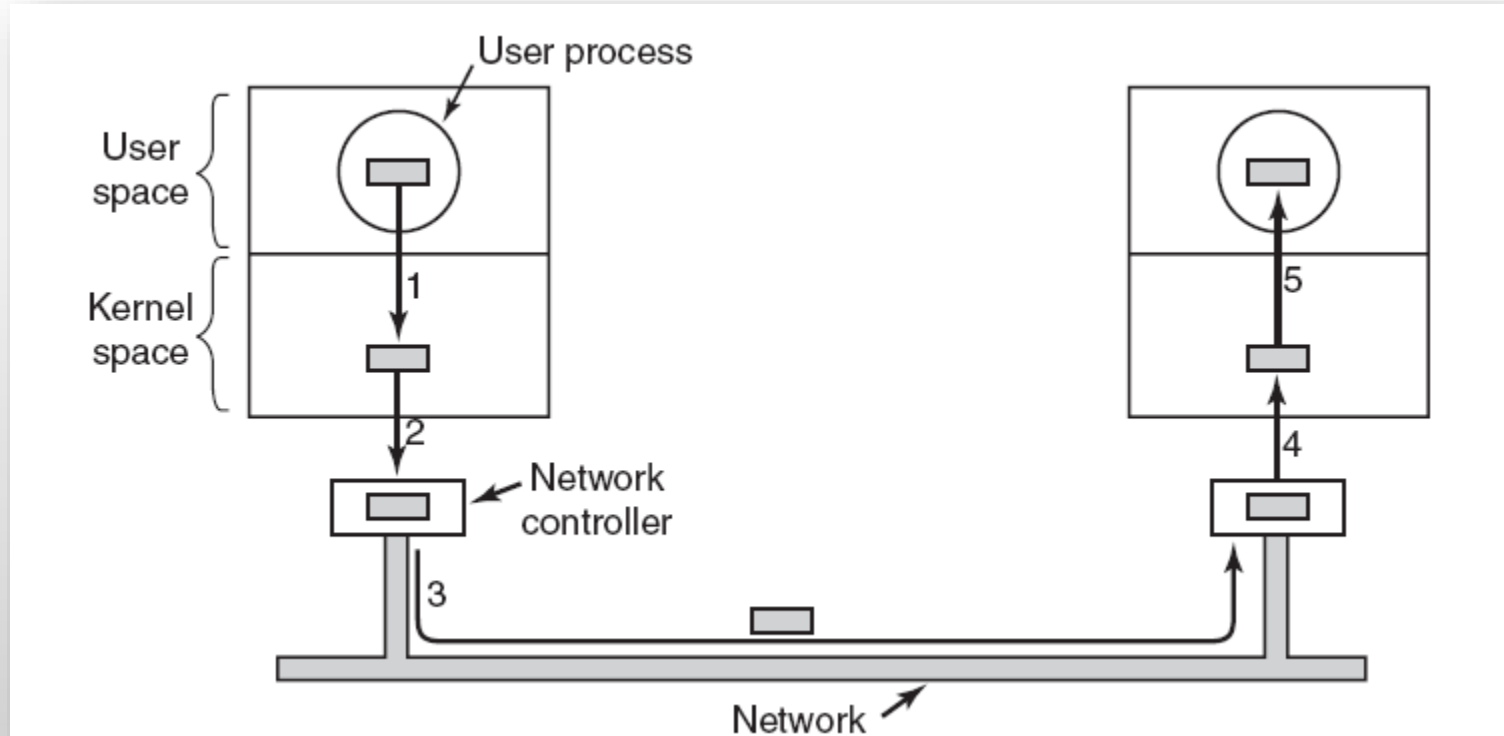 User process
User
space
1
5
Kernel
space
2
4
Network
controller
3
Network